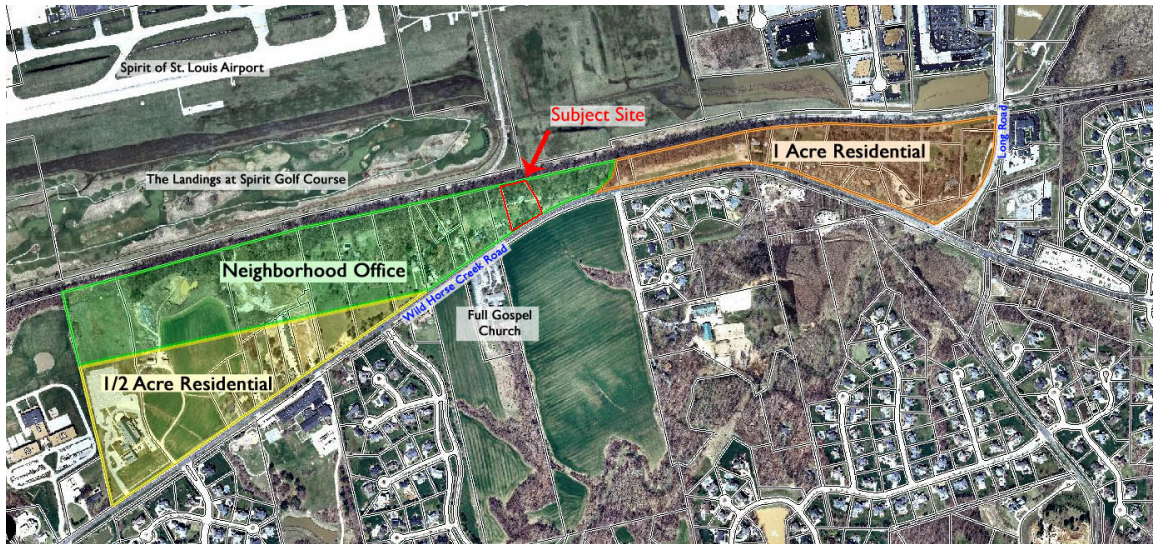 Spirit of St. Louis Airport
Subject Site
Long Road
1 Acre Residential
The Landings at Spirit Golf Course
Neighborhood Office
Wild Horse Creek Road
Full Gospel
Church
1/2 Acre Residential